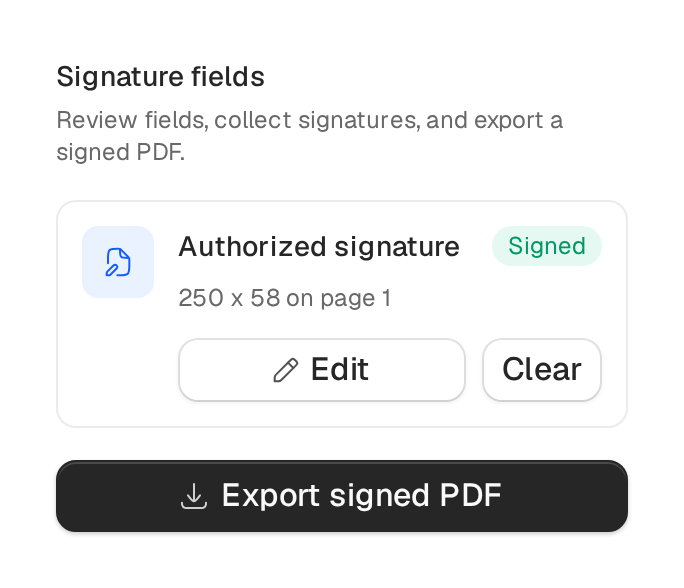 Signature fields
Review fields, collect signatures, and export a
signed PDF.
Authorized signature
Signed
250 x 58 on page 1
Edit
Clear
Export signed PDF